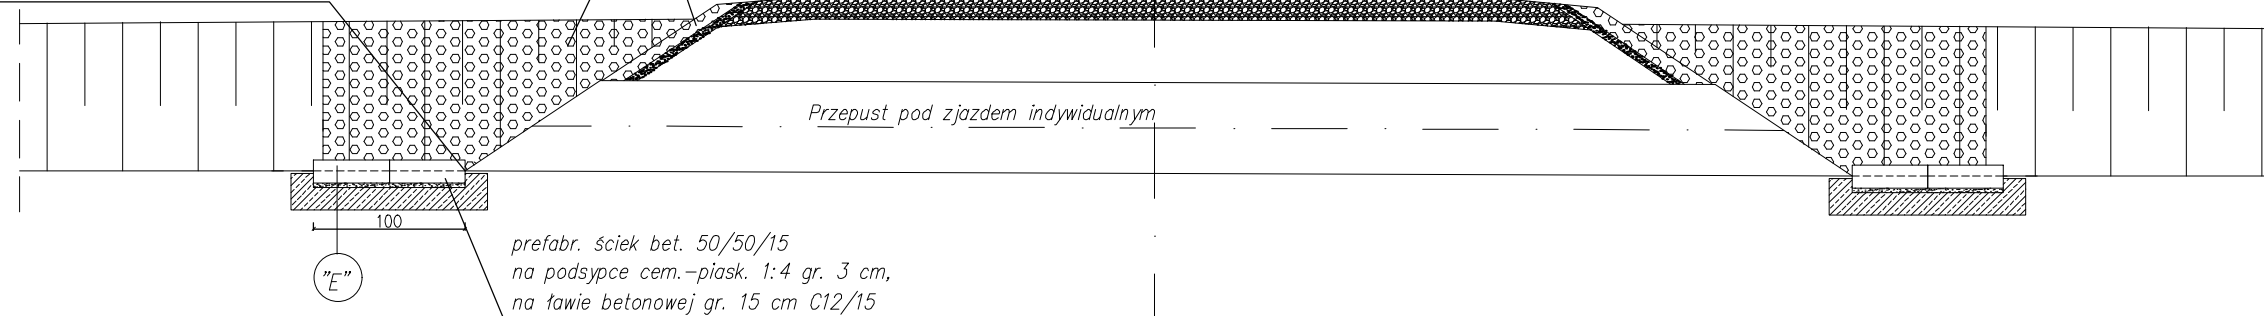 Przepust pod zjazdem indywidualnym
100
"E"
prefabr. ściek bet. 50/50/15
na podsypce cem.-piask. 1:4 gr. 3 cm,
na ławie betonowej gr. 15 cm C12/15